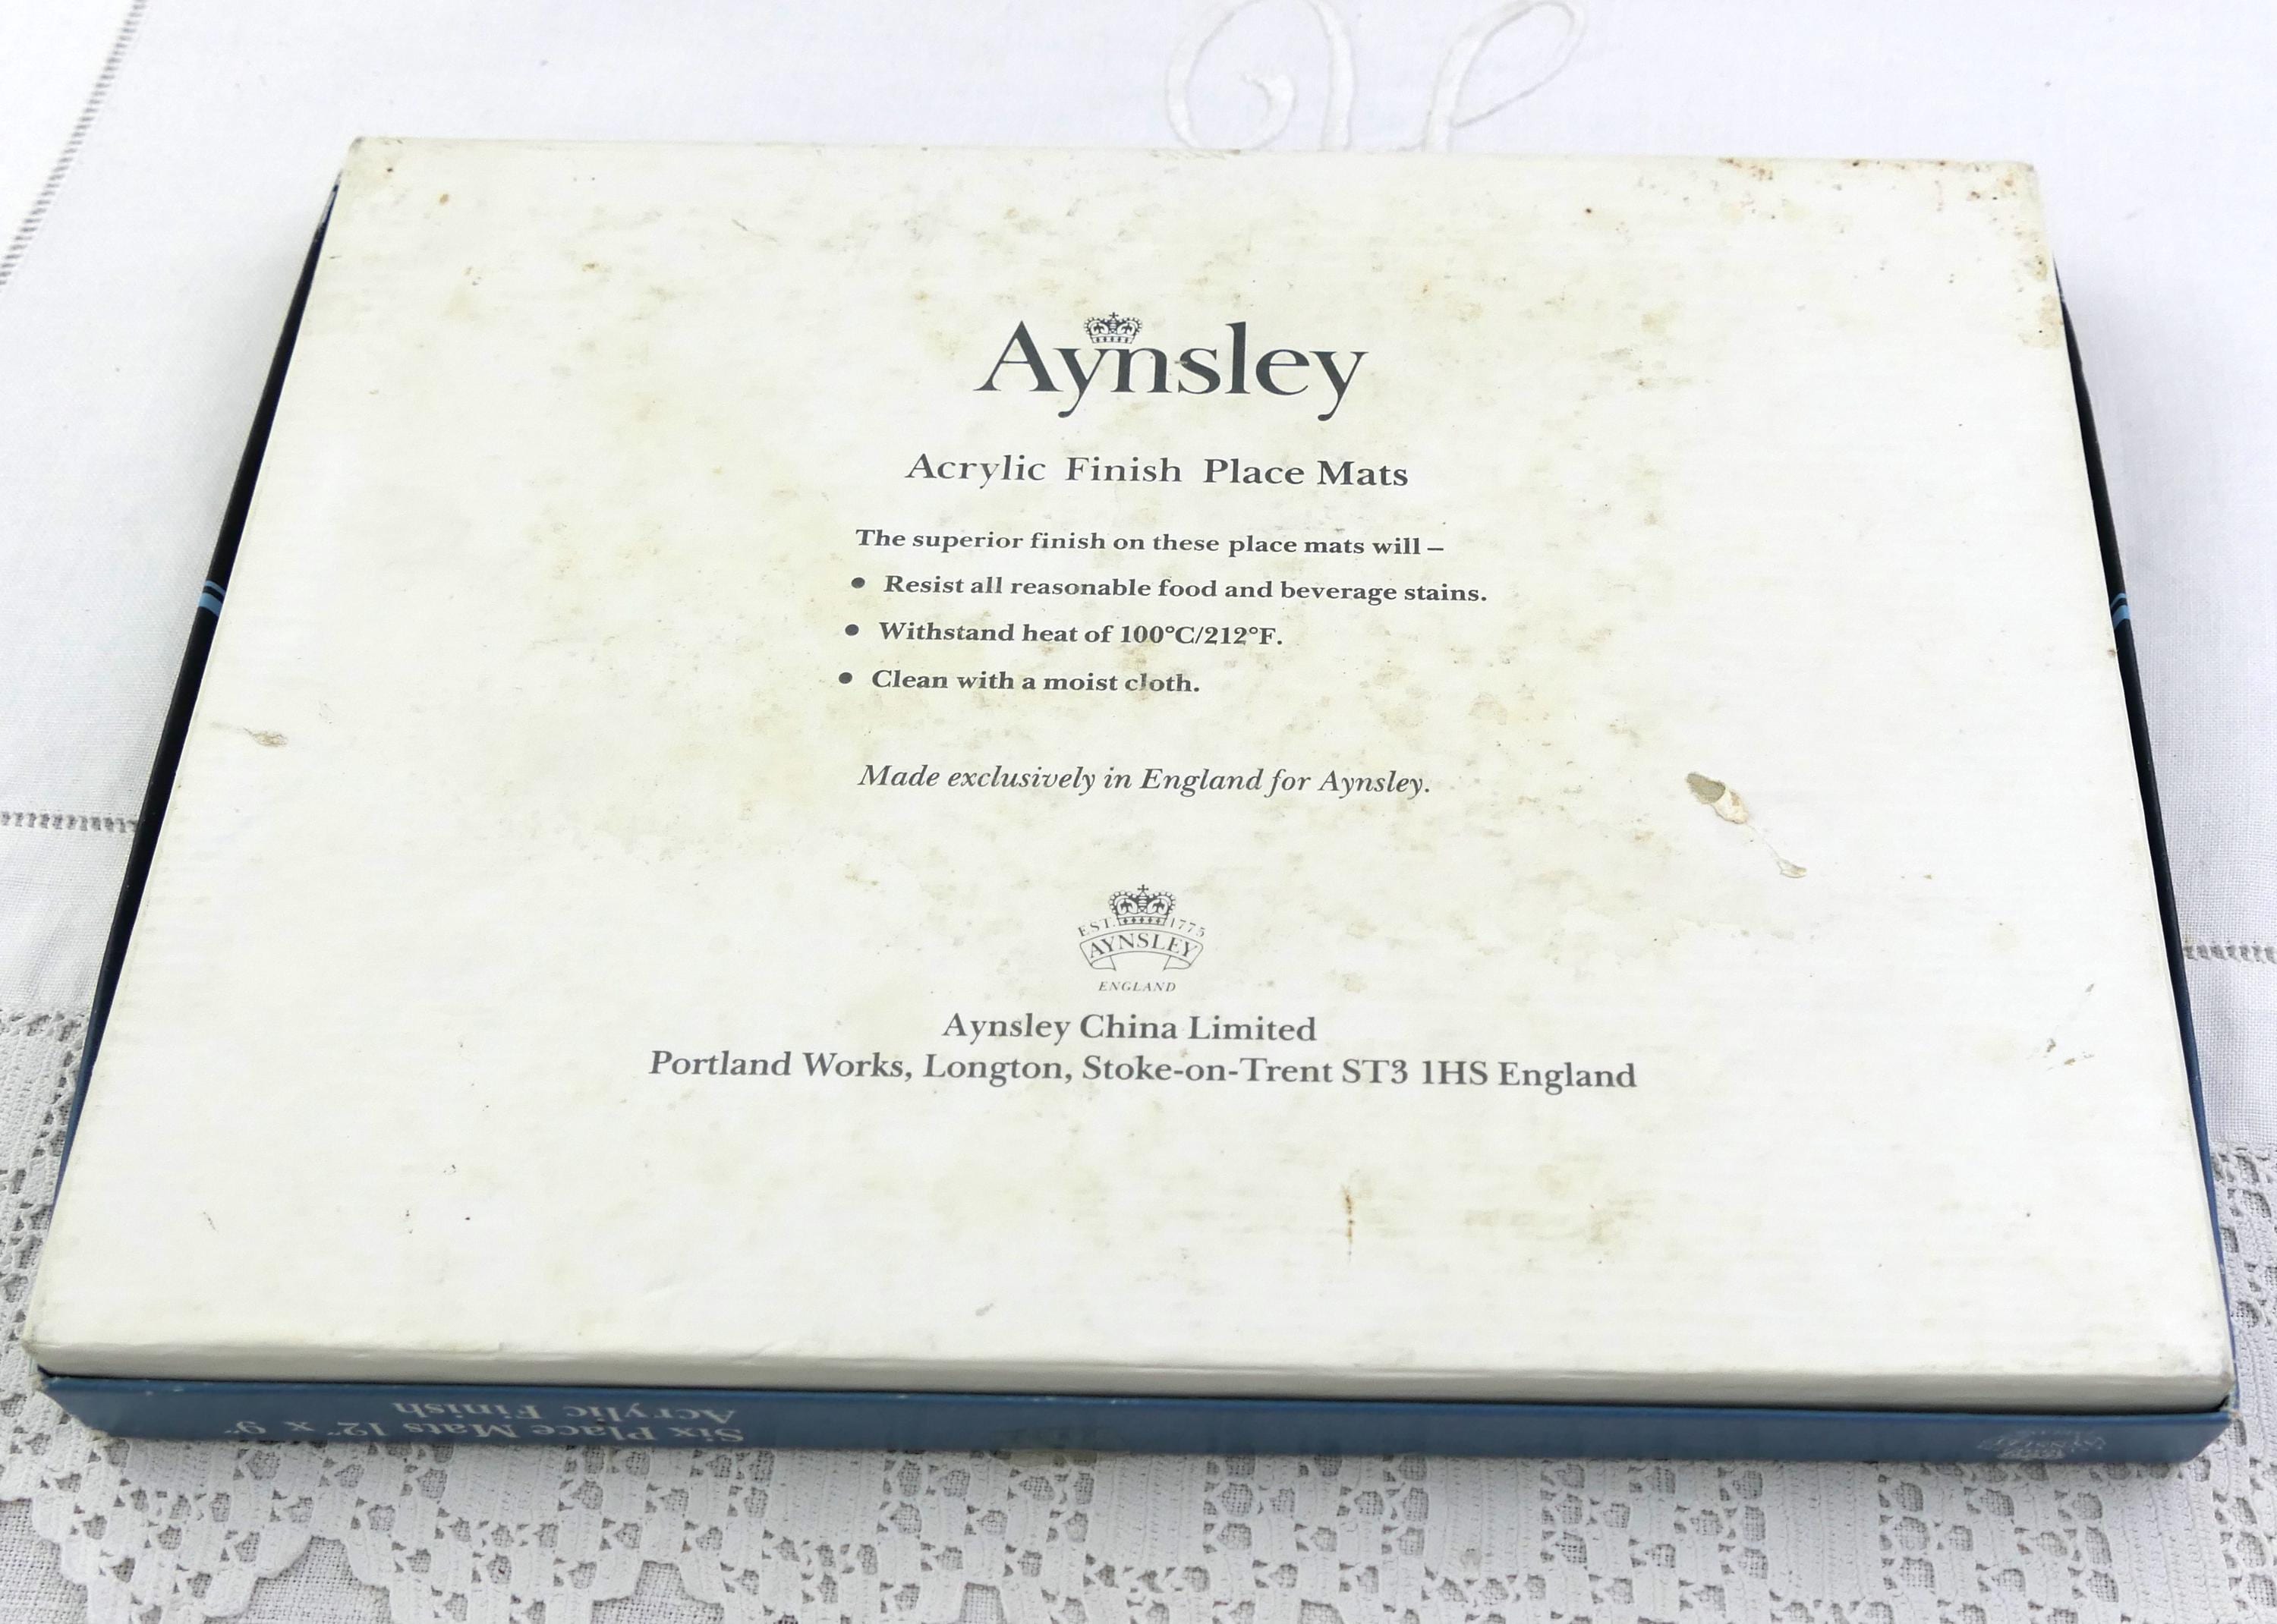 Aynsley
Acrylic Finish Place Mats
The superior finish on these place mats will –
• Resist all reasonable food and beverage stains.
• Withstand heat of 100°C/212°F.
• Clean with a moist cloth.
Made exclusively in England for Aynsley.
EST. 1775
AYNSLEY
ENGLAND
Aynsley China Limited
Portland Works, Longton, Stoke-on-Trent ST3 1HS England
Six Place Mats 12" x 9"
Acrylic Finish